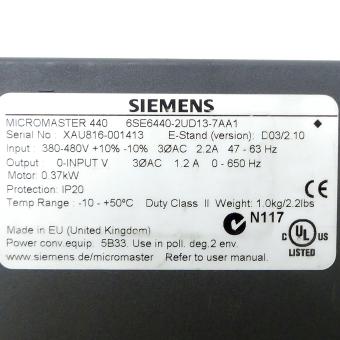 SIEMENS
MICROMASTER 440 6SE6440-2UD13-7AA1
Serial No : XAU816-001413 E-Stand (version): D03/2.10
Input : 380-480V +10% -10% 3ØAC 2.2A 47 - 63 Hz
Output 0-INPUT V 3ØAC 1.2 A 0 - 650 Hz
Motor: 0.37kW
Protection: IP20
Temp Range : -10 - +50°C Duty Class II Weight: 1.0kg/2.2lbs
CE
N117
Made in EU (United Kingdom)
Power conv.equip. 5B33. Use in poll. deg.2 env.
www.siemens.de/micromaster Refer to user manual.
C UL US
LISTED